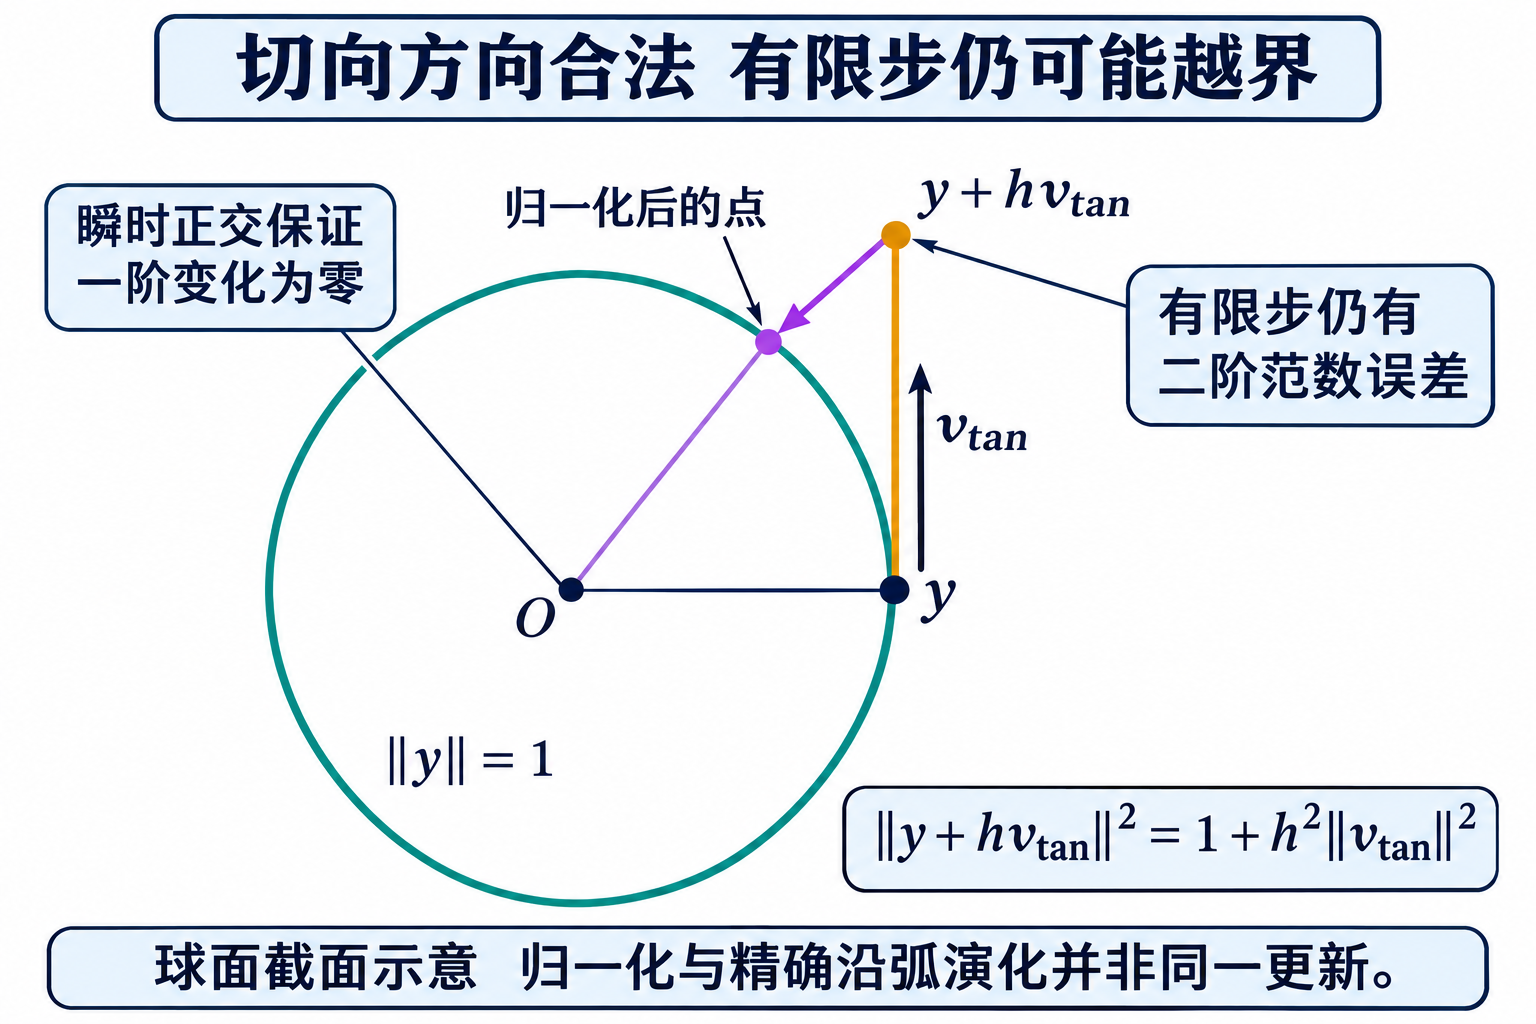 切向方向合法 有限步仍可能越界
瞬时正交保证
一阶变化为零
归一化后的点
y + hv_tan
有限步仍有
二阶范数误差
v_tan
O
y
‖y‖ = 1
‖y + hv_tan‖² = 1 + h²‖v_tan‖²
球面截面示意 归一化与精确沿弧演化并非同一更新。